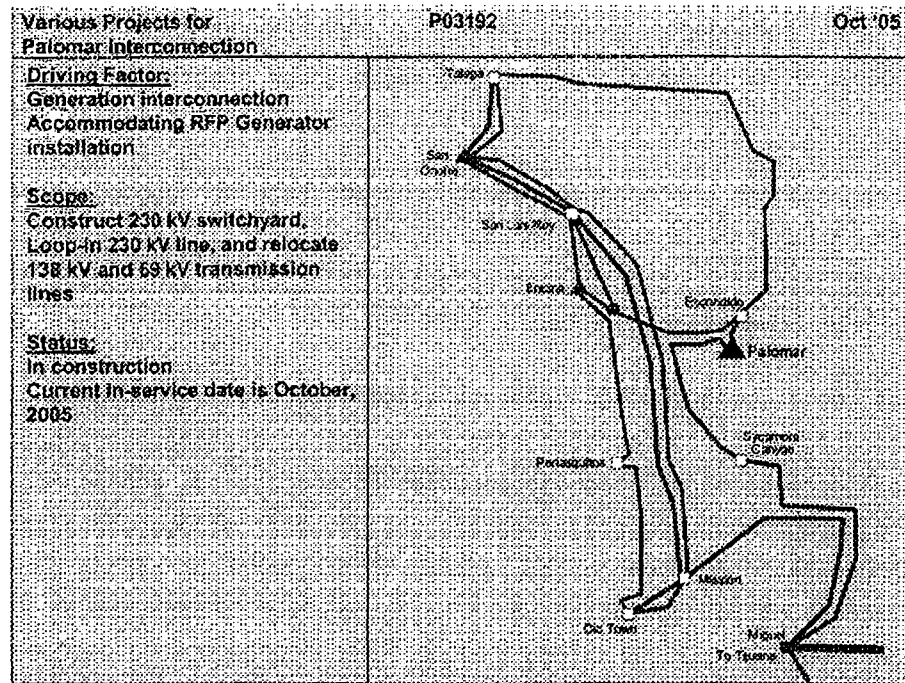 Various Projects for
Palomar Interconnection
P03192
Oct '05
Driving Factor:
Generation interconnection
Accommodating RFP Generator
installation
Scope:
Construct 230 kV switchyard,
Loop-in 230 kV line, and relocate
138 kV and 69 kV transmission
lines
Status:
In construction
Current in-service date is October,
2005
Talega
San
Onofre
San Luis Rey
Encina
Escondido
Palomar
Sycamore
Canyon
Penasquitos
Mission
Old Town
Miguel
To Tijuana